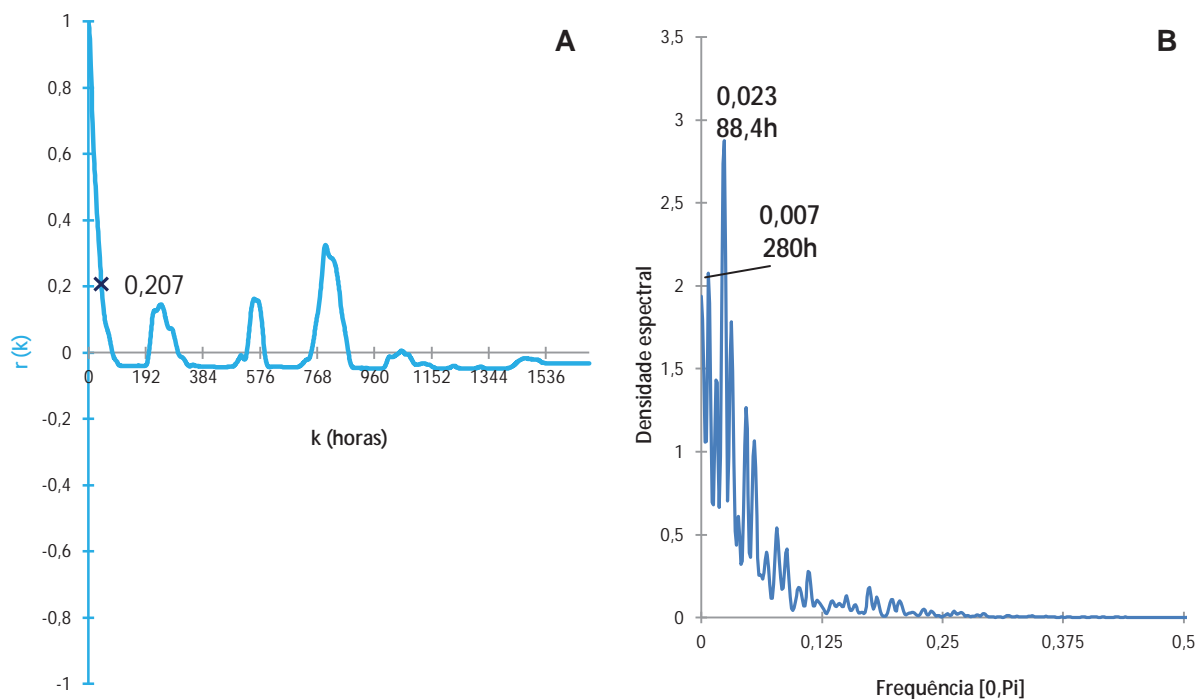 A
1
0,8
0,6
0,4
0,2
0
-0,2
-0,4
-0,6
-0,8
-1
r (k)
0,207
0 192 384 576 768 960 1152 1344 1536
k (horas)
B
3,5
3
2,5
2
1,5
1
0,5
0
Densidade espectral
0,023
88,4h
0,007
280h
0 0,125 0,25 0,375 0,5
Frequência [0,Pi]